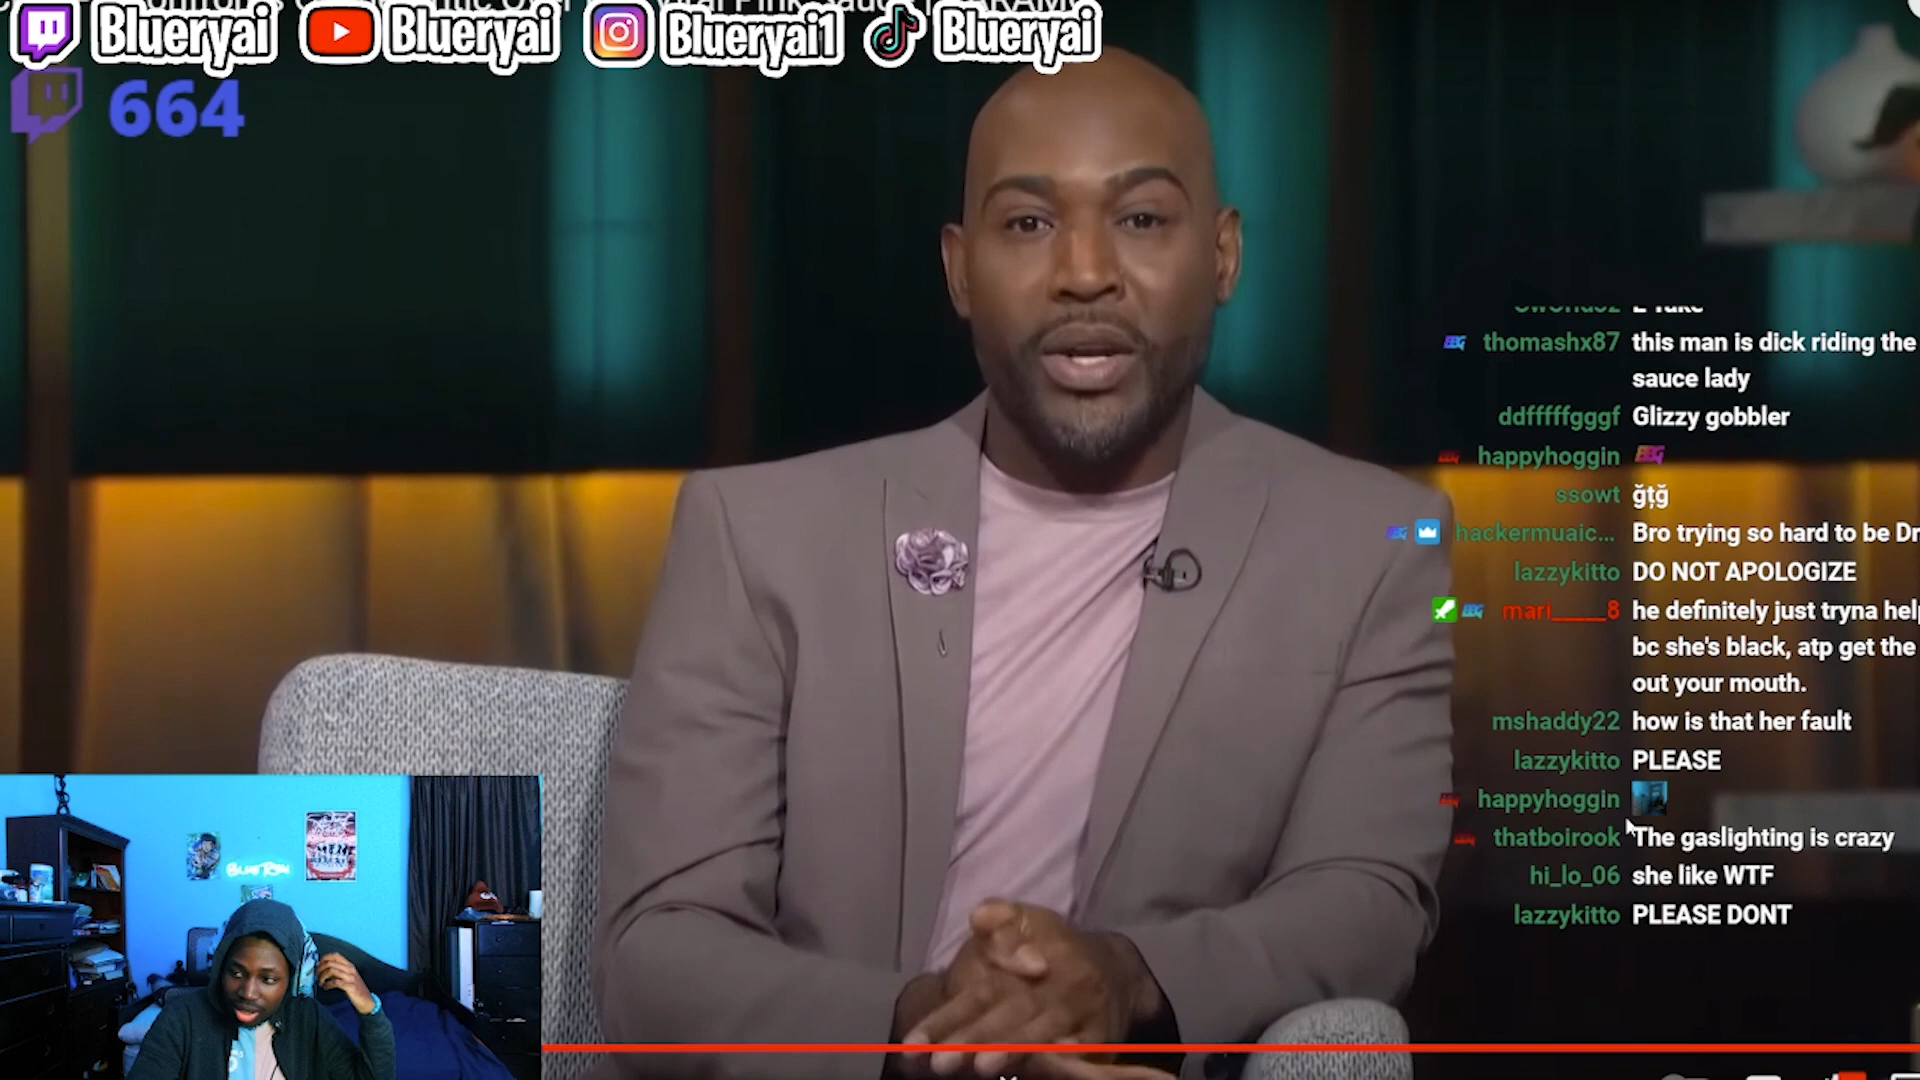 Blueryai Blueryai Blueryai1 Blueryai
664
thomashx87 this man is dick riding the
sauce lady
ddfffffgggf Glizzy gobbler
happyhoggin
ssowt ğţğ
hackermuaic... Bro trying so hard to be Dr
lazzykitto DO NOT APOLOGIZE
mari_____8 he definitely just tryna help
bc she's black, atp get the
out your mouth.
mshaddy22 how is that her fault
lazzykitto PLEASE
happyhoggin
thatboirook The gaslighting is crazy
hi_lo_06 she like WTF
lazzykitto PLEASE DONT